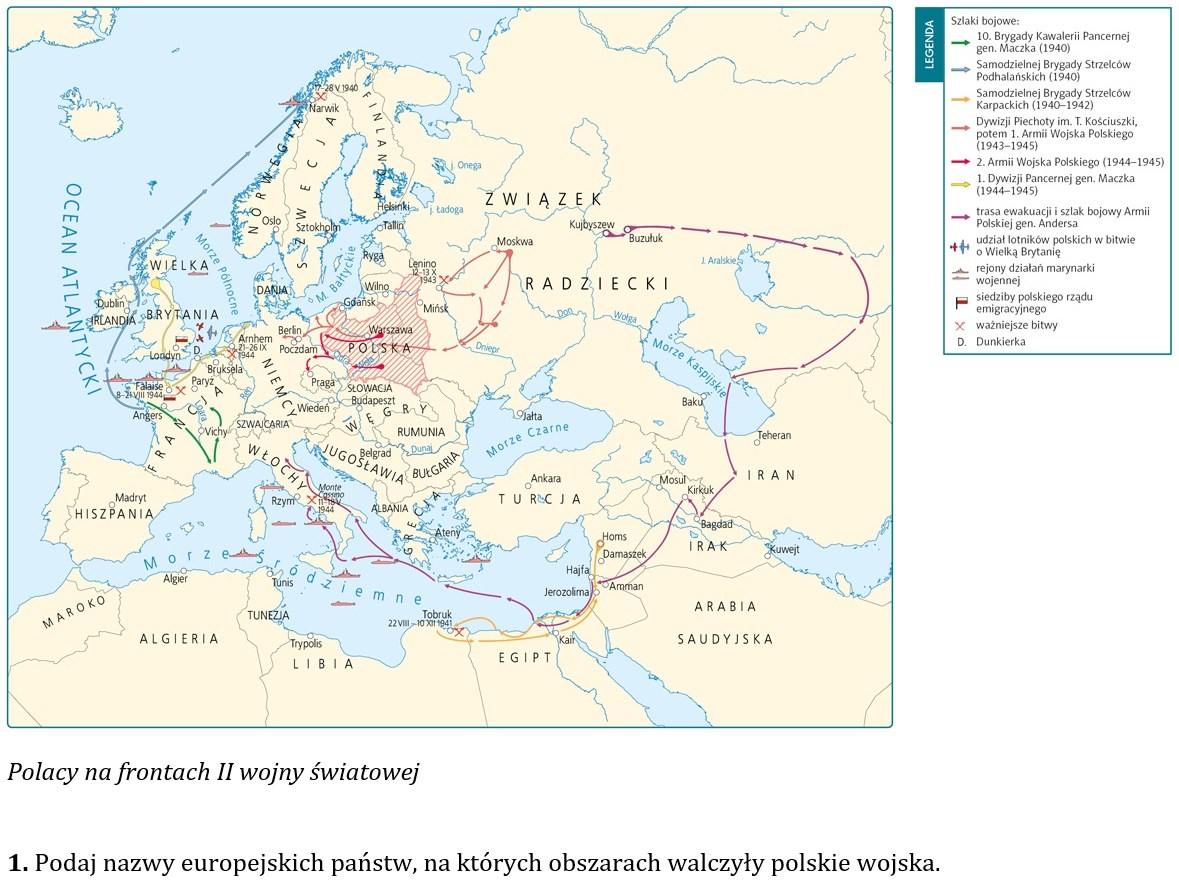 OCEAN ATLANTYCKI
17–28 V 1940
Narwik
NORWEGIA
SZWECJA
FINLANDIA
j. Onega
j. Ładoga
Helsinki
Tallin
Oslo
Sztokholm
Morze Północne
M. Bałtyckie
ZWIĄZEK
RADZIECKI
Kujbyszew
Buzułuk
J. Aralskie
Moskwa
Ryga
Lenino
12–13 X
1943
Wilno
Mińsk
Gdańsk
DANIA
WIELKA
BRYTANIA
Dublin
IRLANDIA
Londyn
D.
Arnhem
21–26 IX
1944
Bruksela
Berlin
Poczdam
Warszawa
POLSKA
Odra
Wisła
Don
Wołga
Dniepr
NIEMCY
Ren
Praga
SŁOWACJA
Wiedeń
Budapeszt
WĘGRY
Falaise
8–21 VIII 1944
Paryż
Angers
Loara
Vichy
FRANCJA
SZWAJCARIA
RUMUNIA
Belgrad
Dunaj
JUGOSŁAWIA
BUŁGARIA
Jałta
Morze Czarne
Morze Kaspijskie
Baku
Teheran
IRAN
WŁOCHY
Rzym
Monte
Cassino
11–18 V
1944
ALBANIA
GRECJA
Ateny
Ankara
TURCJA
Mosul
Kirkuk
Bagdad
IRAK
Kuwejt
Madryt
HISZPANIA
Morze Śródziemne
Homs
Damaszek
Hajfa
Jerozolima
Amman
ARABIA
SAUDYJSKA
Algier
Tunis
TUNEZJA
MAROKO
ALGIERIA
Trypolis
LIBIA
Tobruk
22 VIII – 10 XII 1941
Kair
EGIPT
LEGENDA
Szlaki bojowe:
10. Brygady Kawalerii Pancernej
gen. Maczka (1940)
Samodzielnej Brygady Strzelców
Podhalańskich (1940)
Samodzielnej Brygady Strzelców
Karpackich (1940–1942)
Dywizji Piechoty im. T. Kościuszki,
potem 1. Armii Wojska Polskiego
(1943–1945)
2. Armii Wojska Polskiego (1944–1945)
1. Dywizji Pancernej gen. Maczka
(1944–1945)
trasa ewakuacji i szlak bojowy Armii
Polskiej gen. Andersa
udział lotników polskich w bitwie
o Wielką Brytanię
rejony działań marynarki
wojennej
siedziby polskiego rządu
emigracyjnego
ważniejsze bitwy
D. Dunkierka
Polacy na frontach II wojny światowej
1. Podaj nazwy europejskich państw, na których obszarach walczyły polskie wojska.